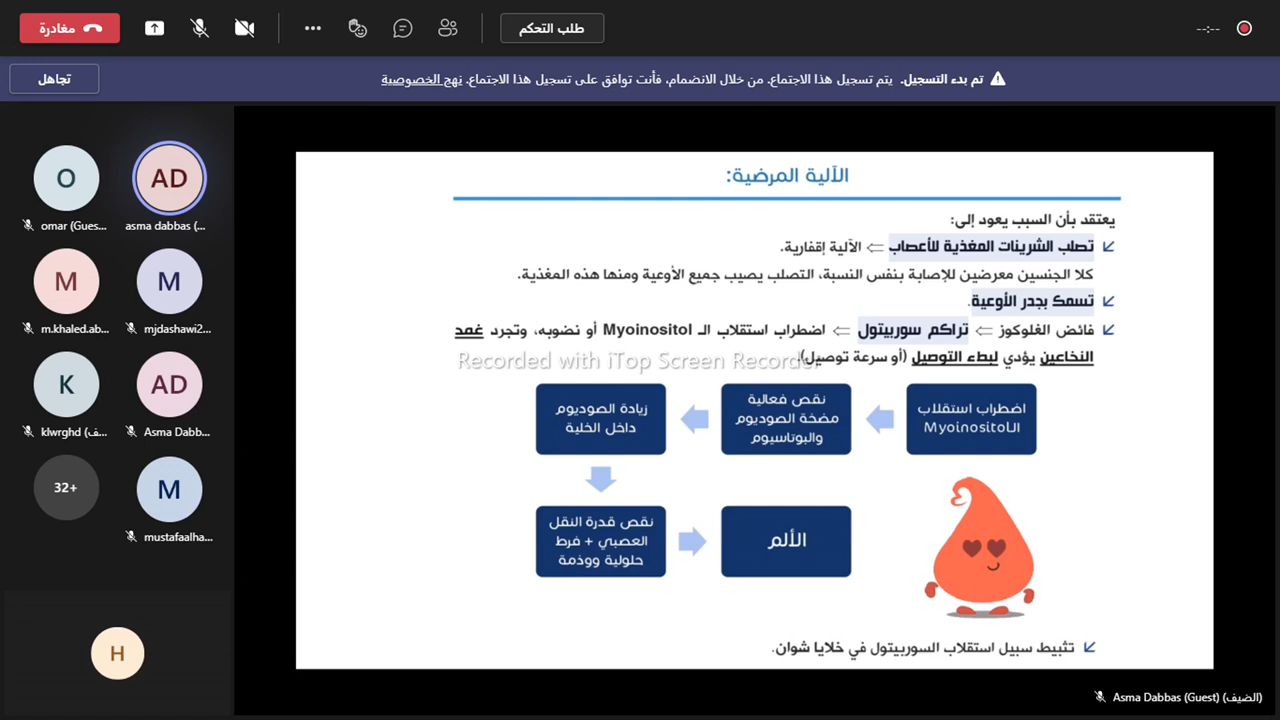 مغادرة
طلب التحكم
--:--
تم بدء التسجيل. يتم تسجيل هذا الاجتماع. من خلال الانضمام، فأنت توافق على تسجيل هذا الاجتماع. نهج الخصوصية
تجاهل
O
AD
omar (Gues...
asma dabbas (...
M
M
m.khaled.ab...
mjdashawi2...
K
AD
klwrghd (ضيف)...
Asma Dabb...
32+
M
mustafaalha...
H
الآلية المرضية:
يعتقد بأن السبب يعود إلى:
تصلب الشرينات المغذية للأعصاب ⇐ الآلية إقفارية.
كلا الجنسين معرضين للإصابة بنفس النسبة، التصلب يصيب جميع الأوعية ومنها هذه المغذية.
تسمك بجدر الأوعية.
فائض الغلوكوز ⇐ تراكم سوربيتول ⇐ اضطراب استقلاب الـ Myoinositol أو نضوبه، وتجرد غمد
النخاعين يؤدي لبطء التوصيل (أو سرعة توصيل)!
Recorded with iTop Screen Recorder
اضطراب استقلاب
الـMyoinositol
نقص فعالية
مضخة الصوديوم
والبوتاسيوم
زيادة الصوديوم
داخل الخلية
نقص قدرة النقل
العصبي + فرط
حلولية ووذمة
الألم
تثبيط سبيل استقلاب السوربيتول في خلايا شوان.
Asma Dabbas (Guest) (الضيف)